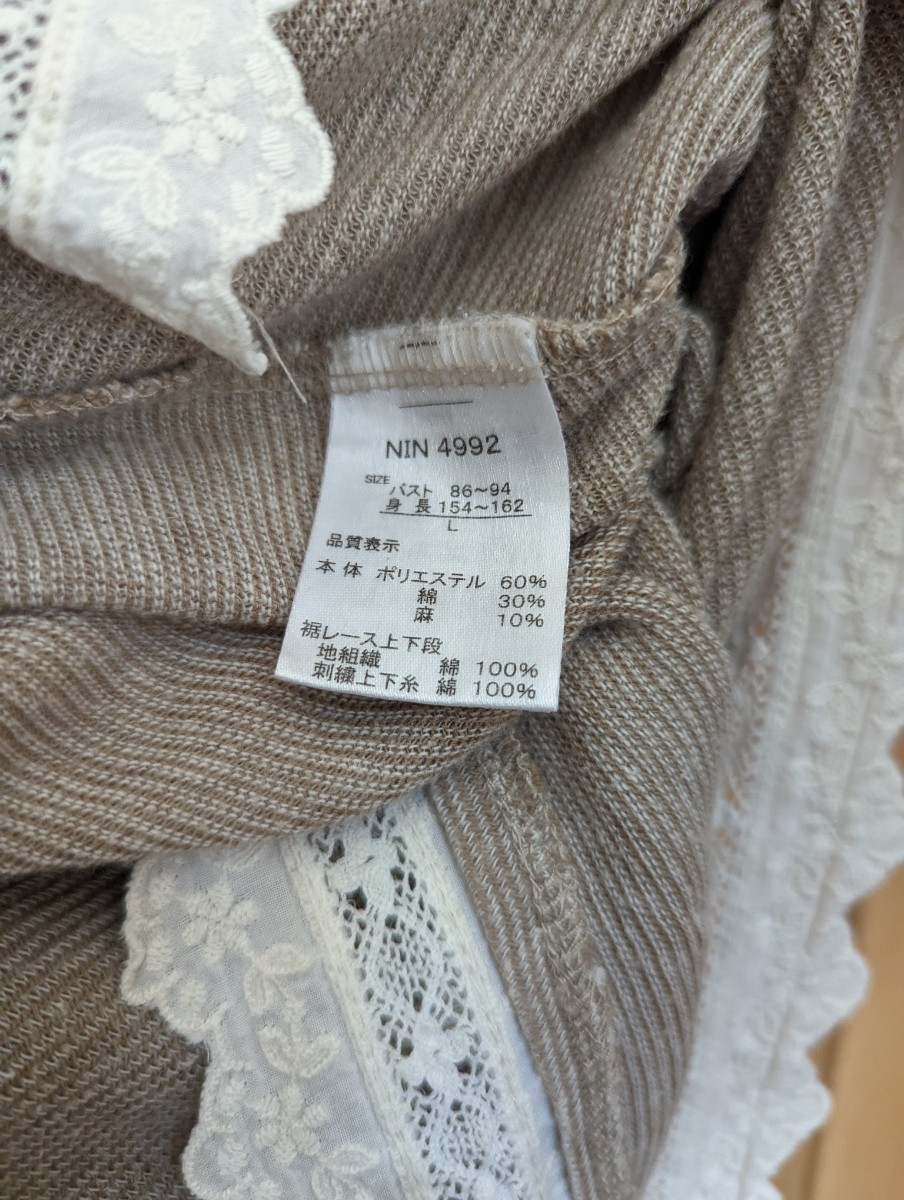 NIN 4992
SIZE
バスト 86～94
身長 154～162
L
品質表示
本体 ポリエステル 60%
綿 30%
麻 10%
裾レース上下段
地組織 綿 100%
刺繍上下糸 綿 100%